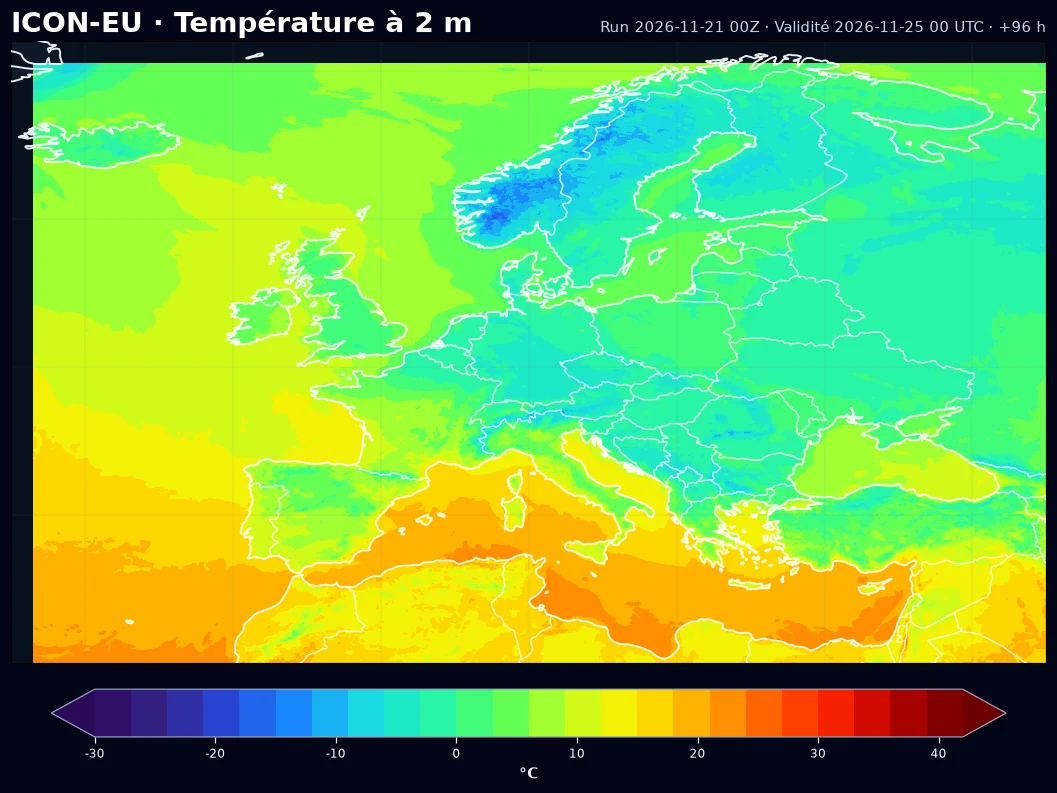 ICON-EU · Température à 2 m
Run 2026-11-21 00Z · Validité 2026-11-25 00 UTC · +96 h
-30 -20 -10 0 10 20 30 40
°C